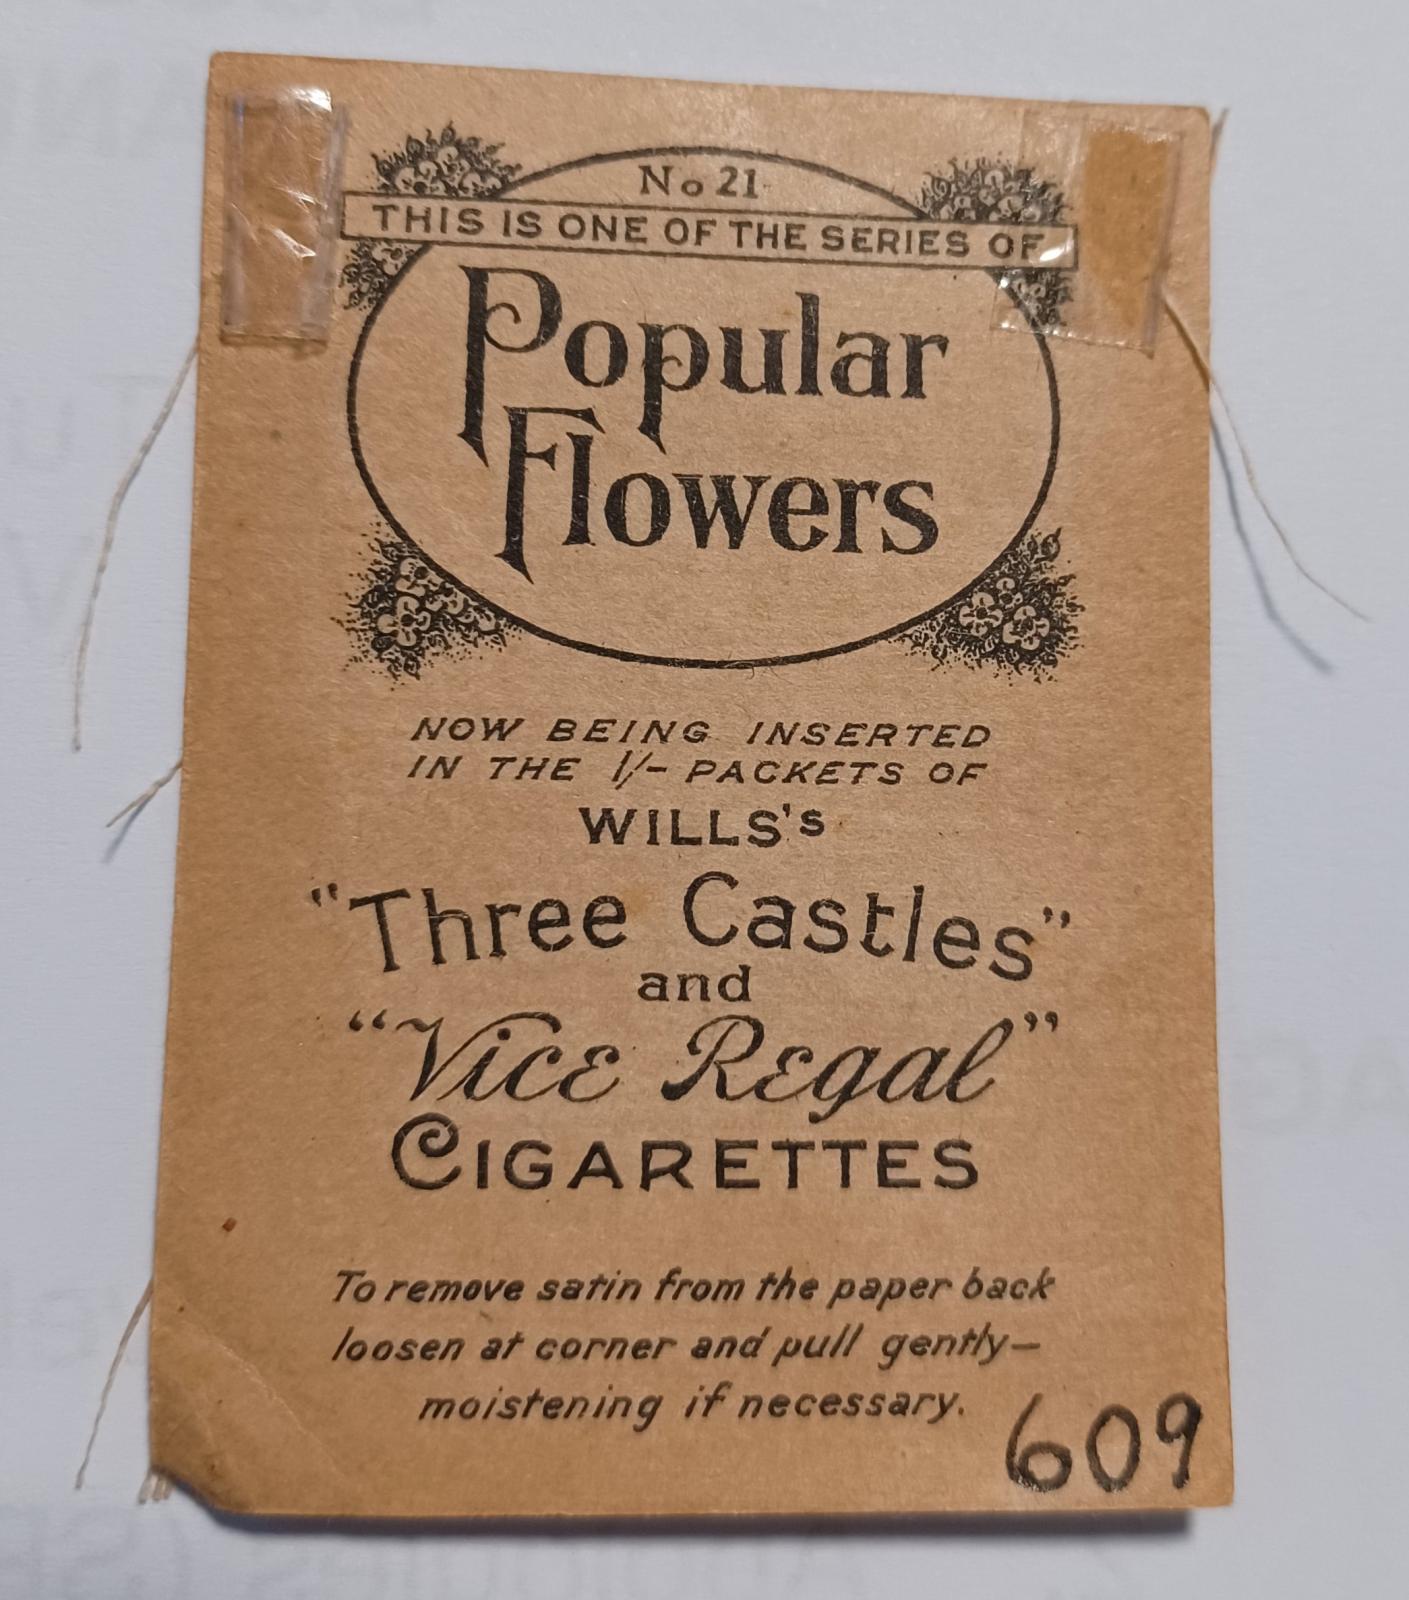 No 21
THIS IS ONE OF THE SERIES OF
Popular
Flowers
NOW BEING INSERTED
IN THE 1/- PACKETS OF
WILLS's
"Three Castles"
and
"Vice Regal"
CIGARETTES
To remove satin from the paper back
loosen at corner and pull gently—
moistening if necessary.
609